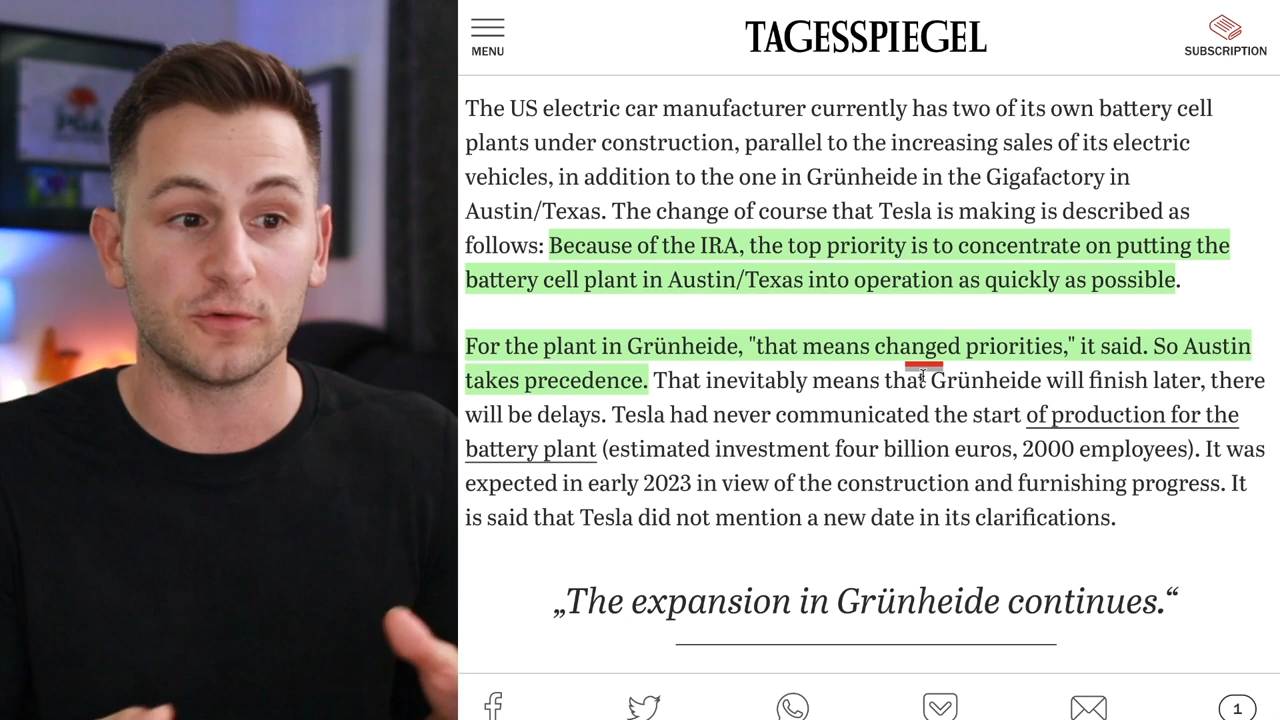 PGA
MENU
TAGESSPIEGEL
SUBSCRIPTION
The US electric car manufacturer currently has two of its own battery cell
plants under construction, parallel to the increasing sales of its electric
vehicles, in addition to the one in Grünheide in the Gigafactory in
Austin/Texas. The change of course that Tesla is making is described as
follows: Because of the IRA, the top priority is to concentrate on putting the
battery cell plant in Austin/Texas into operation as quickly as possible.
For the plant in Grünheide, "that means changed priorities," it said. So Austin
takes precedence. That inevitably means that Grünheide will finish later, there
will be delays. Tesla had never communicated the start of production for the
battery plant (estimated investment four billion euros, 2000 employees). It was
expected in early 2023 in view of the construction and furnishing progress. It
is said that Tesla did not mention a new date in its clarifications.
„The expansion in Grünheide continues.“
1